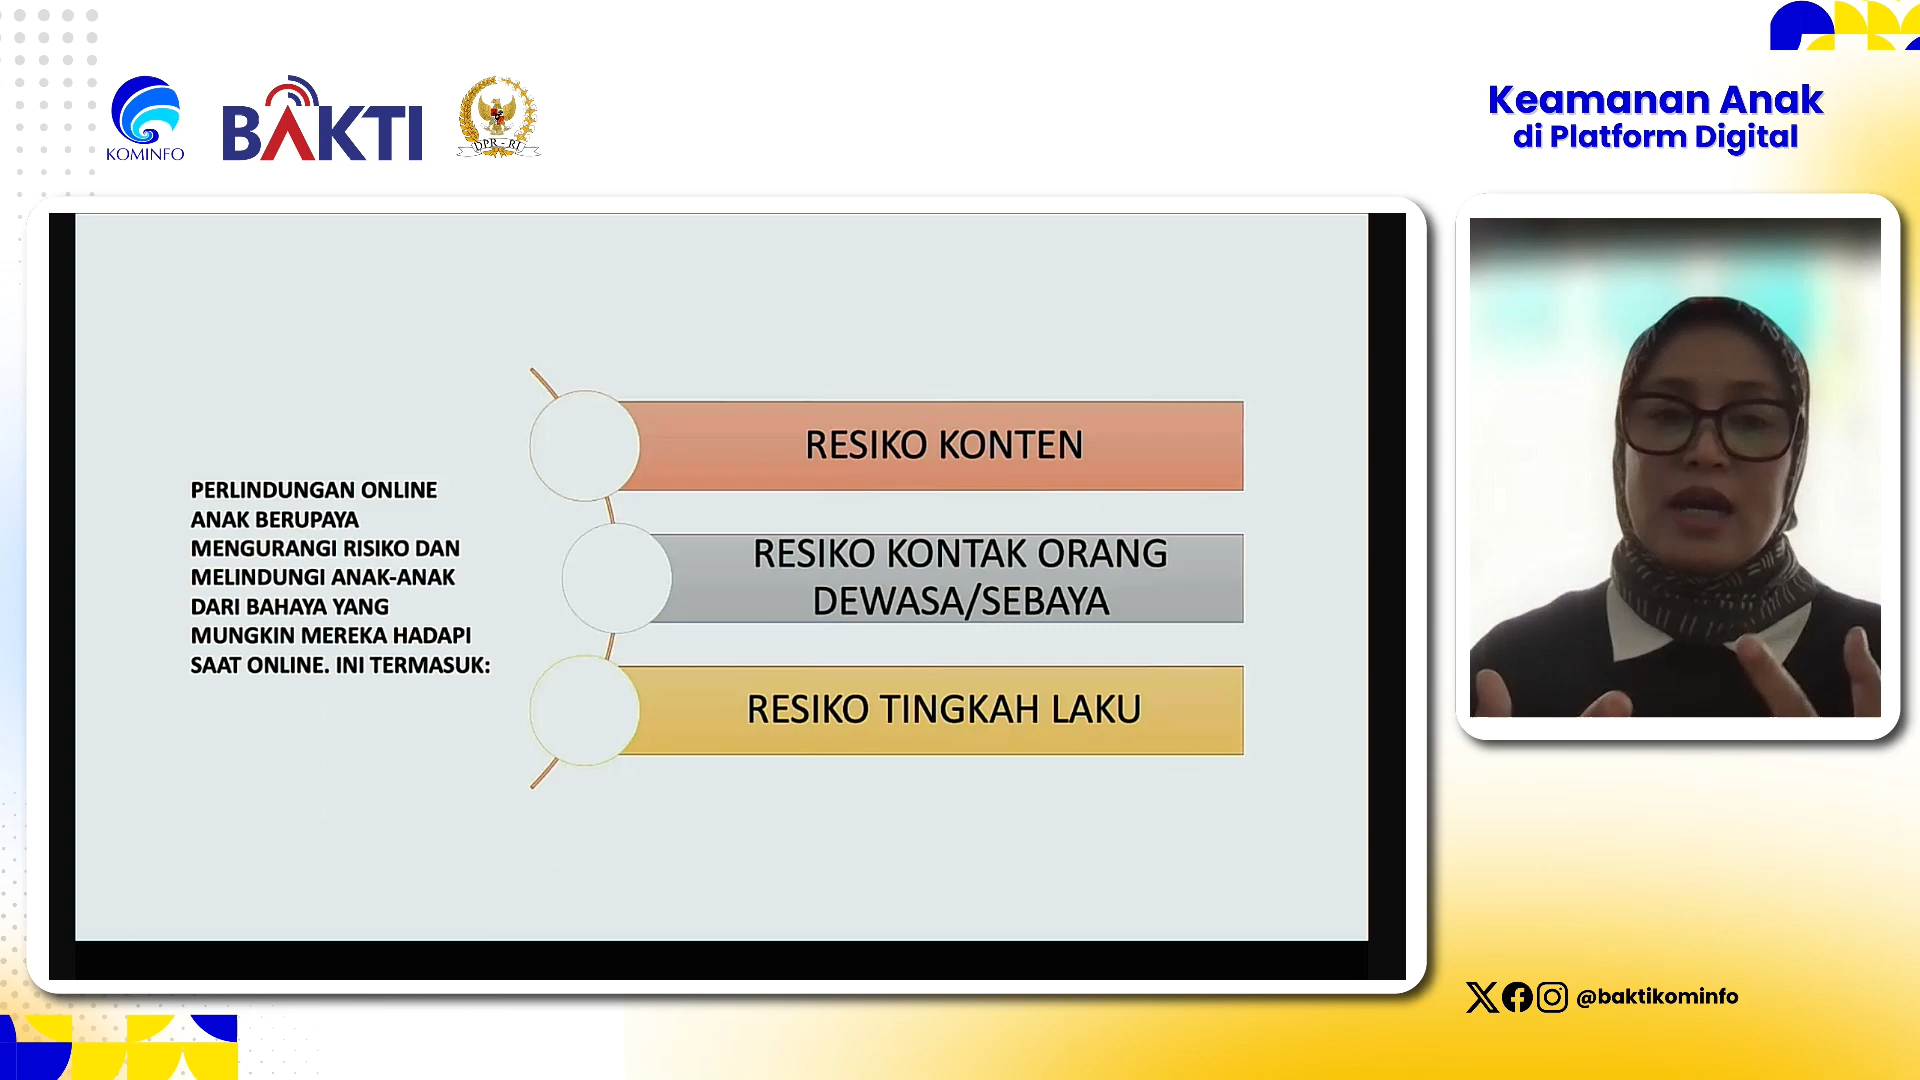 KOMINFO
BAKTI
DPR - RI
Keamanan Anak
di Platform Digital
PERLINDUNGAN ONLINE
ANAK BERUPAYA
MENGURANGI RISIKO DAN
MELINDUNGI ANAK-ANAK
DARI BAHAYA YANG
MUNGKIN MEREKA HADAPI
SAAT ONLINE. INI TERMASUK:
RESIKO KONTEN
RESIKO KONTAK ORANG
DEWASA/SEBAYA
RESIKO TINGKAH LAKU
@baktikominfo